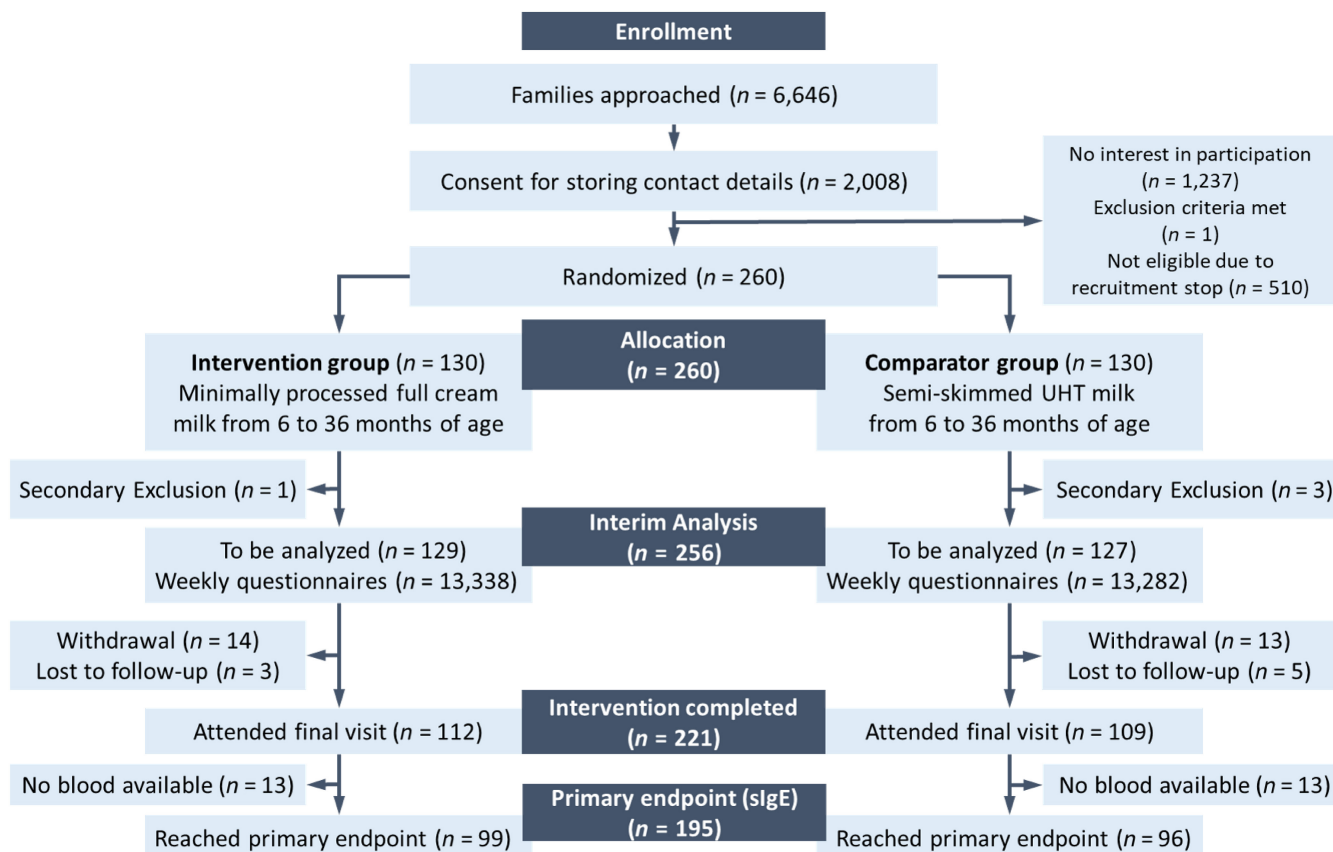 Enrollment
Families approached (n = 6,646)
Consent for storing contact details (n = 2,008)
No interest in participation
(n = 1,237)
Exclusion criteria met
(n = 1)
Not eligible due to
recruitment stop (n = 510)
Randomized (n = 260)
Allocation
(n = 260)
Intervention group (n = 130)
Minimally processed full cream
milk from 6 to 36 months of age
Comparator group (n = 130)
Semi-skimmed UHT milk
from 6 to 36 months of age
Secondary Exclusion (n = 1)
Secondary Exclusion (n = 3)
Interim Analysis
(n = 256)
To be analyzed (n = 129)
Weekly questionnaires (n = 13,338)
To be analyzed (n = 127)
Weekly questionnaires (n = 13,282)
Withdrawal (n = 14)
Lost to follow-up (n = 3)
Withdrawal (n = 13)
Lost to follow-up (n = 5)
Intervention completed
(n = 221)
Attended final visit (n = 112)
Attended final visit (n = 109)
No blood available (n = 13)
No blood available (n = 13)
Primary endpoint (sIgE)
(n = 195)
Reached primary endpoint (n = 99)
Reached primary endpoint (n = 96)